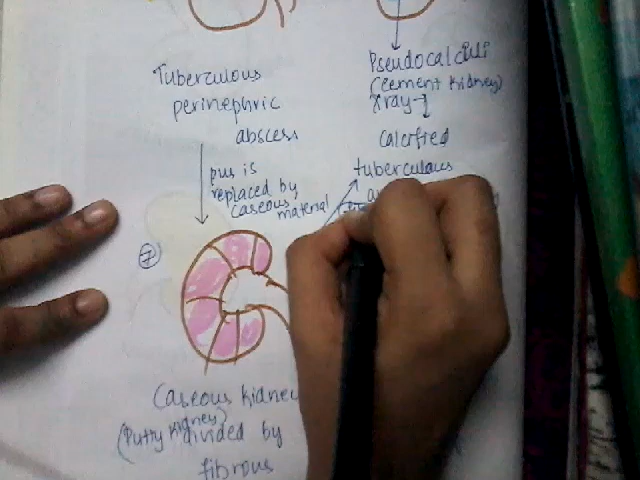 Tuberculous
perinephric
abscess
pus is
replaced by
caseous
material
7
Caseous kidney
(Putty kidney)
divided by
fibrous
Pseudocalculi
(cement kidney)
xray→
calcified
tuberculous